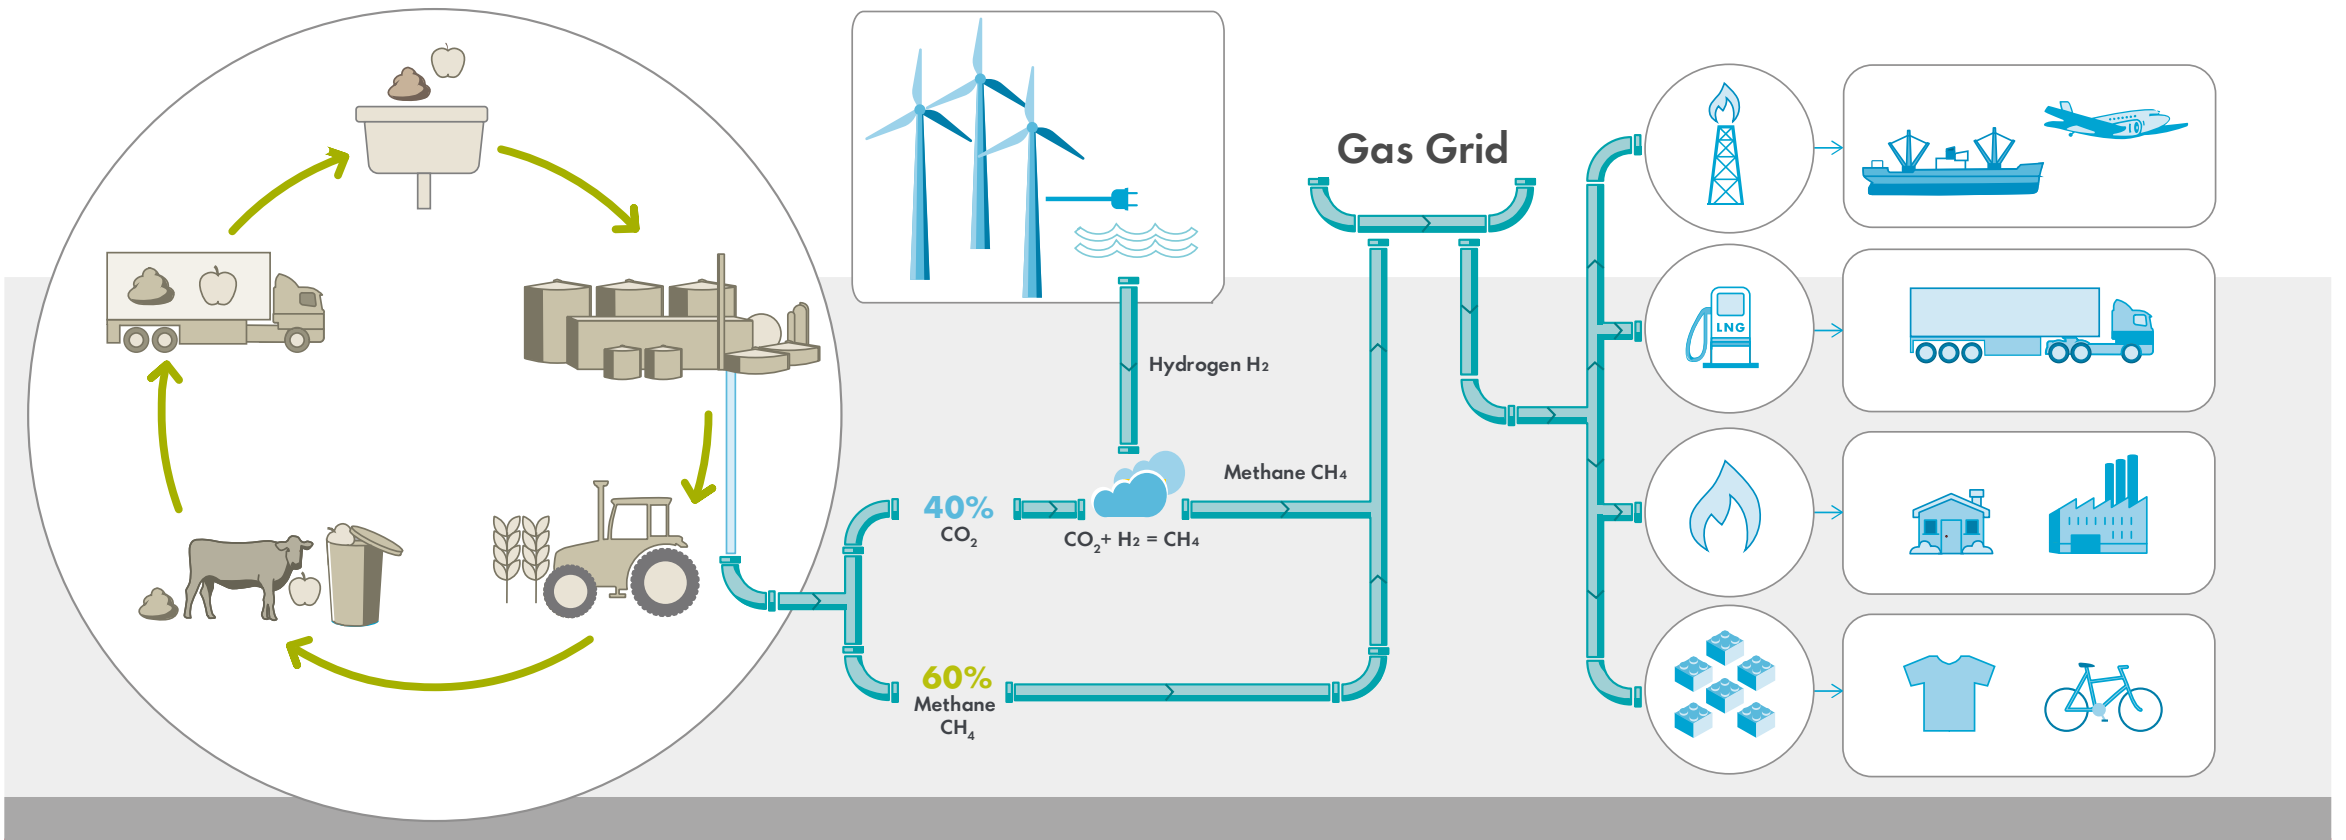 Gas Grid
LNG
Hydrogen H₂
Methane CH₄
40%
CO₂
CO₂+ H₂ = CH₄
60%
Methane
CH₄